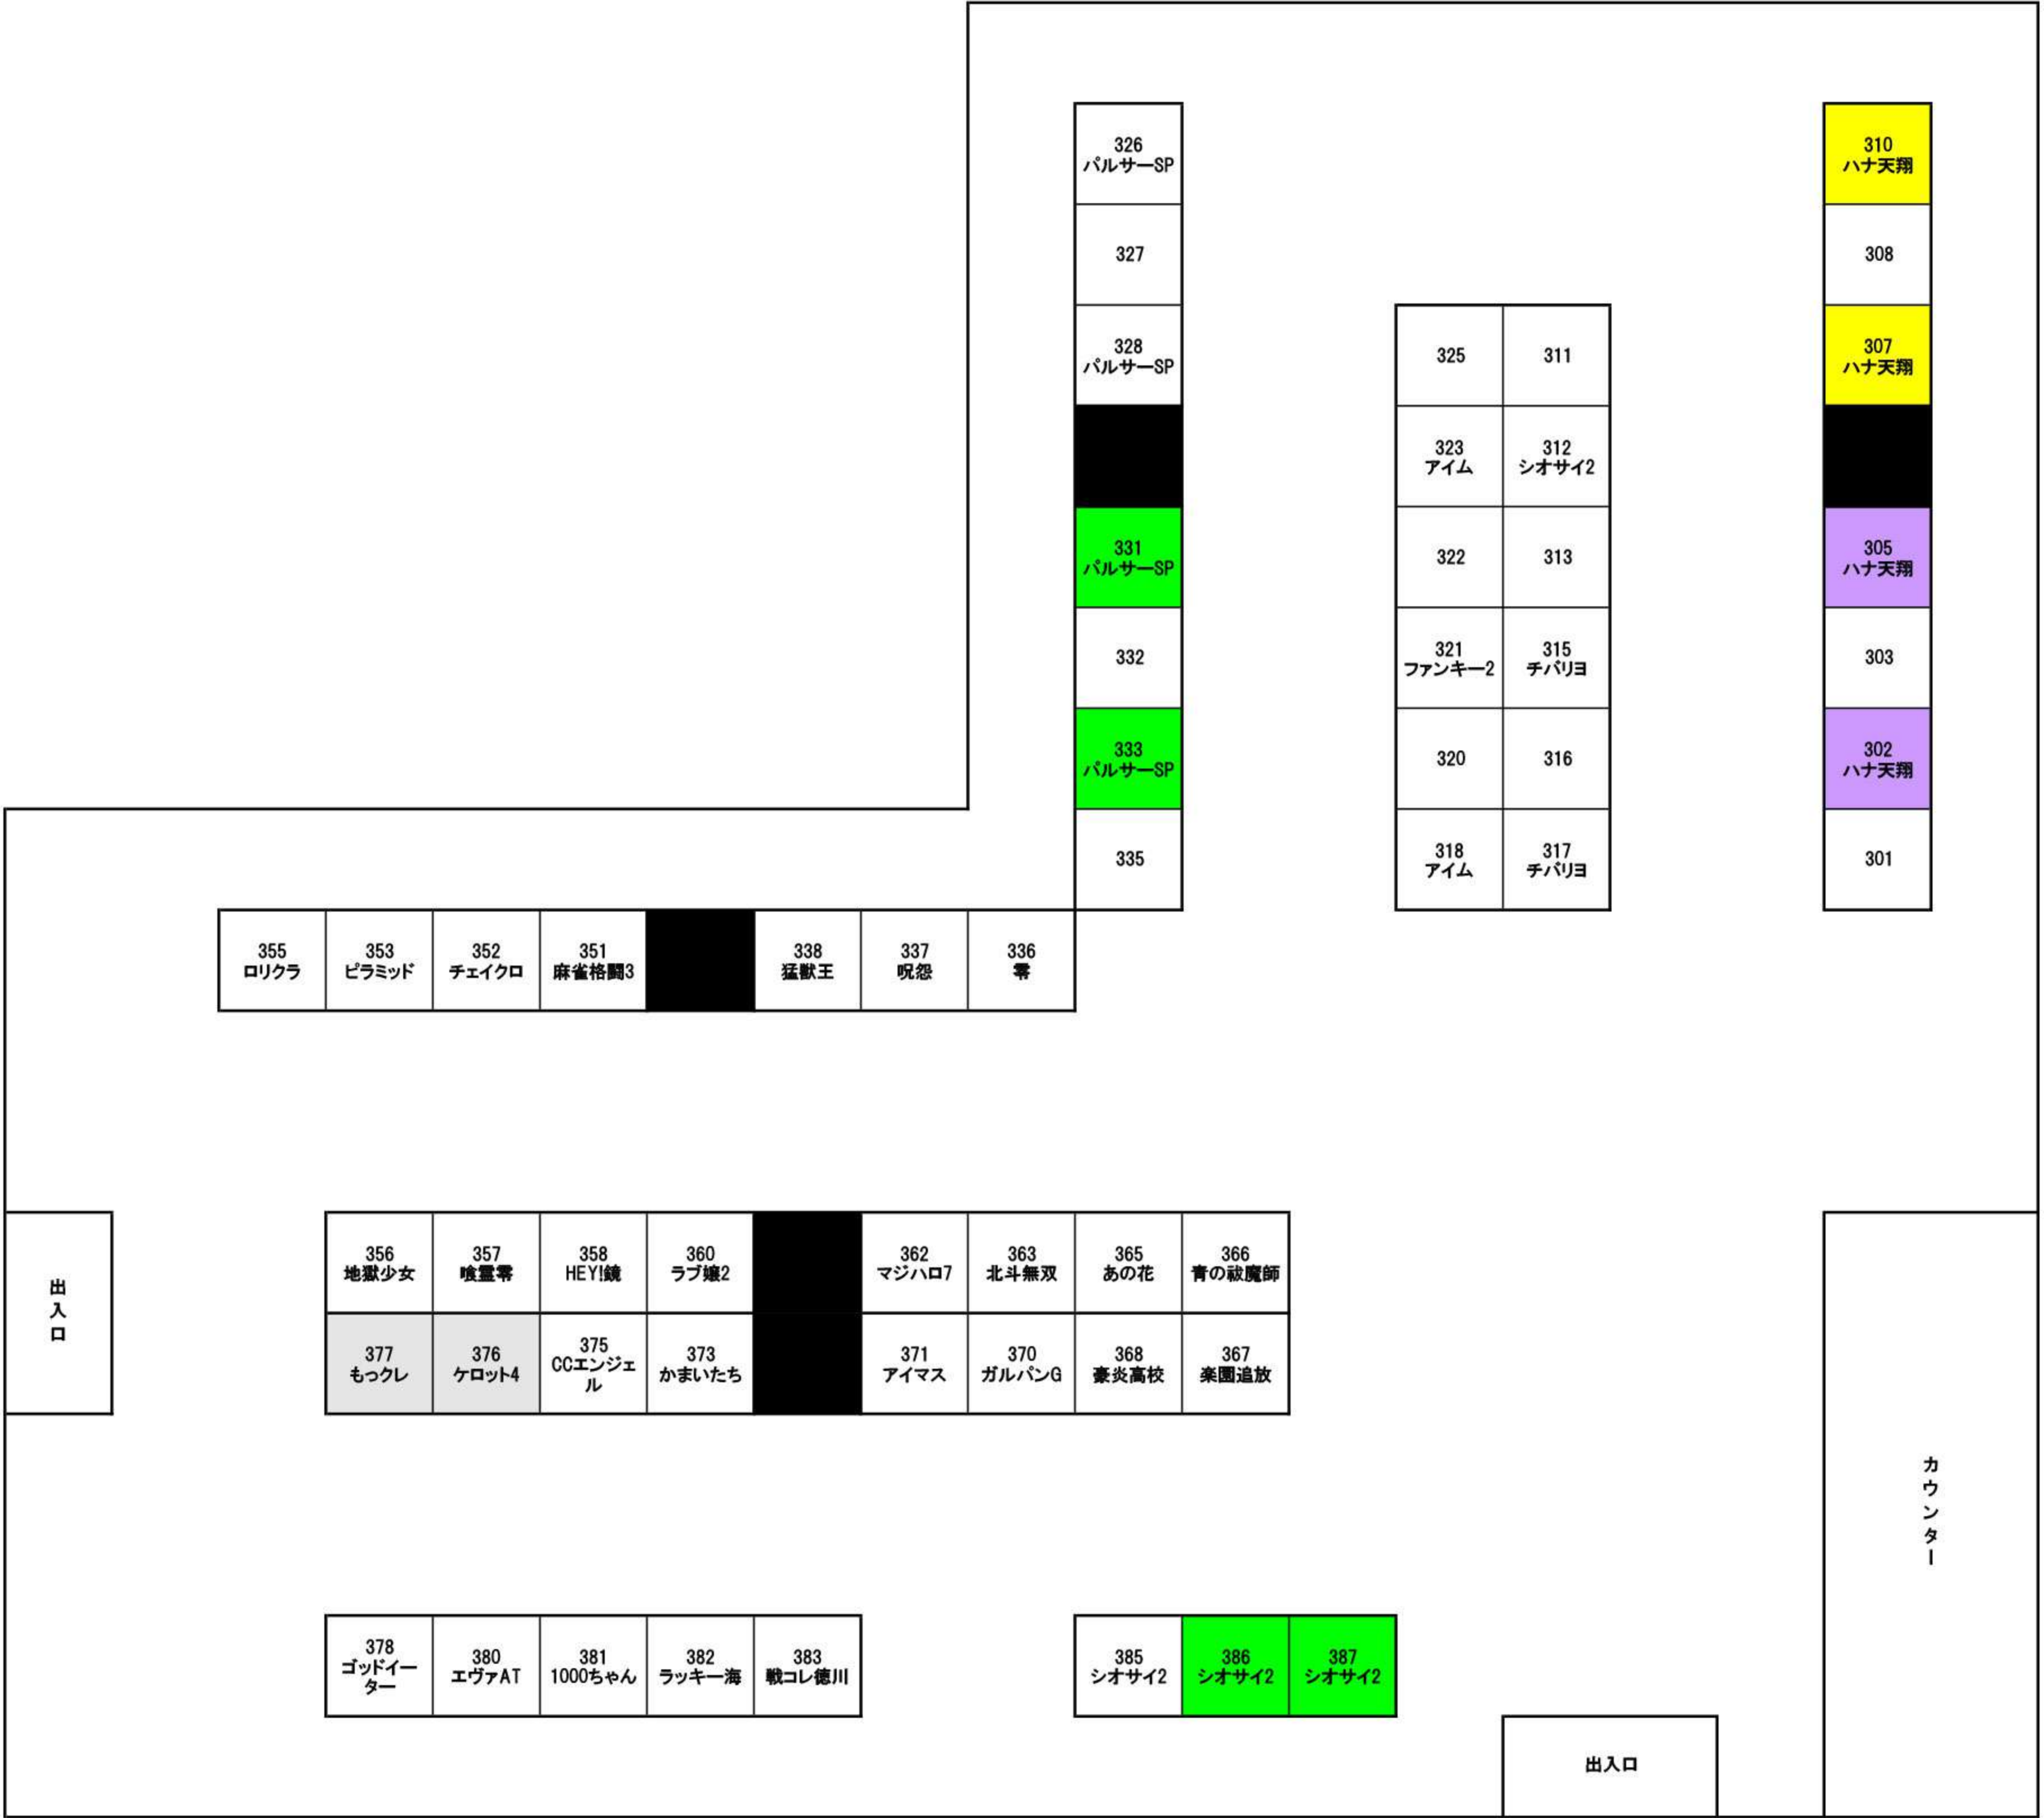 326
パルサーSP
310
ハナ天翔
327
308
328
パルサーSP
325
311
307
ハナ天翔
323
アイム
312
シオサイ2
331
パルサーSP
322
313
305
ハナ天翔
332
321
ファンキー2
315
チバリヨ
303
333
パルサーSP
320
316
302
ハナ天翔
335
318
アイム
317
チバリヨ
301
355
ロリクラ
353
ピラミッド
352
チェイクロ
351
麻雀格闘3
338
猛獣王
337
呪怨
336
零
356
地獄少女
357
喰霊零
358
HEY!鏡
360
ラブ嬢2
362
マジハロ7
363
北斗無双
365
あの花
366
青の祓魔師
出
入
口
377
もっクレ
376
ケロット4
375
CCエンジェ
ル
373
かまいたち
371
アイマス
370
ガルパンG
368
豪炎高校
367
楽園追放
カ
ウ
ン
タ
ー
378
ゴッドイー
ター
380
エヴァAT
381
1000ちゃん
382
ラッキー海
383
戦コレ徳川
385
シオサイ2
386
シオサイ2
387
シオサイ2
出入口